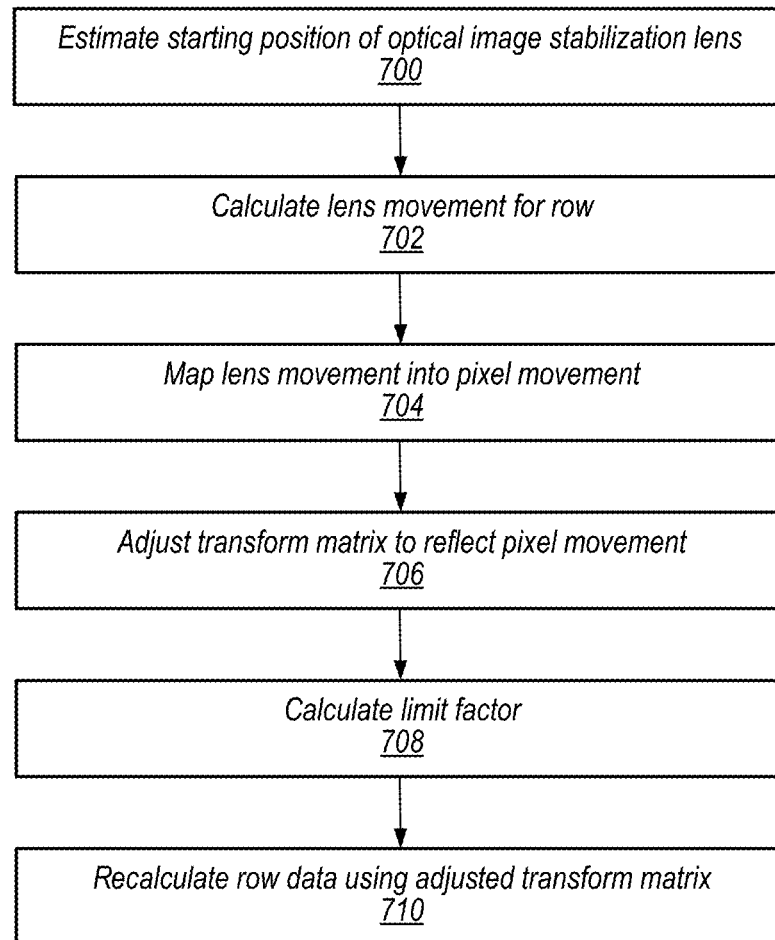 Estimate starting position of optical image stabilization lens
700
Calculate lens movement for row
702
Map lens movement into pixel movement
704
Adjust transform matrix to reflect pixel movement
706
Calculate limit factor
708
Recalculate row data using adjusted transform matrix
710